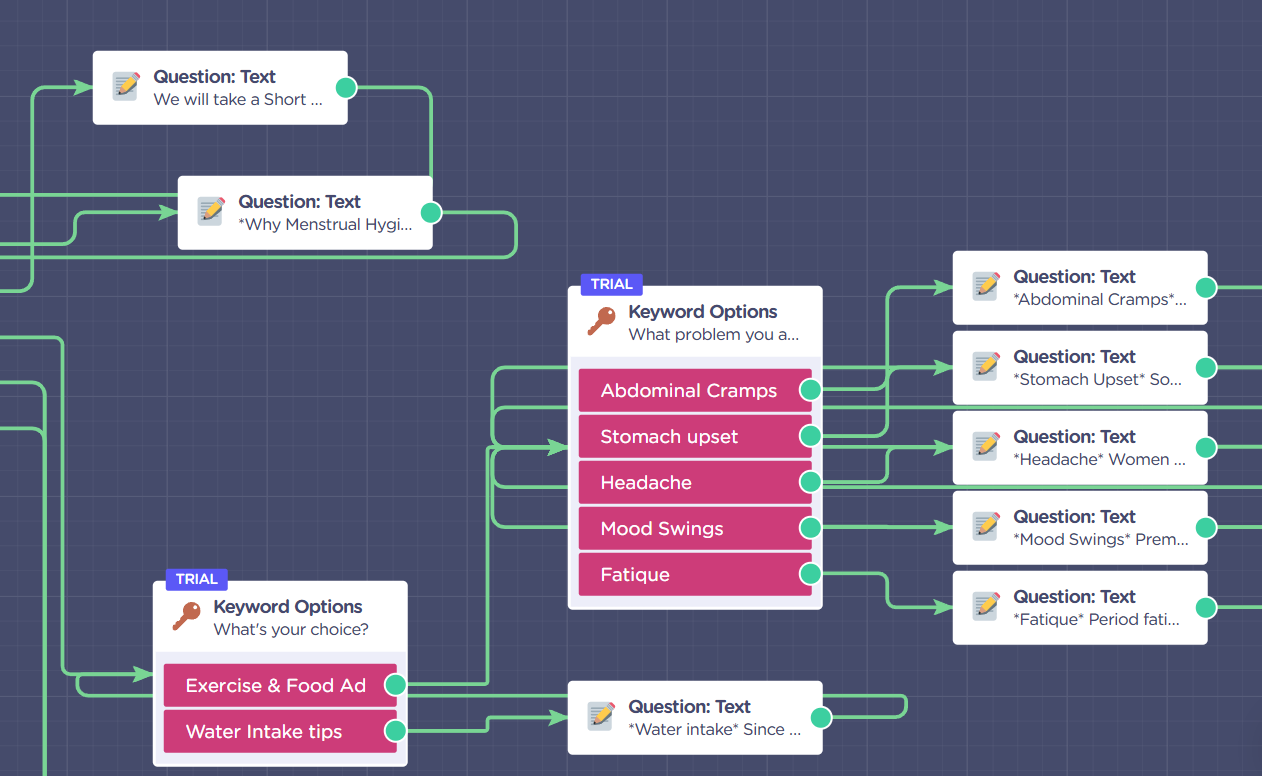 Question: Text
We will take a Short ...
Question: Text
*Why Menstrual Hygi...
TRIAL
Keyword Options
What problem you a...
Abdominal Cramps
Stomach upset
Headache
Mood Swings
Fatique
Question: Text
*Abdominal Cramps*...
Question: Text
*Stomach Upset* So...
Question: Text
*Headache* Women ...
Question: Text
*Mood Swings* Prem...
Question: Text
*Fatique* Period fati...
TRIAL
Keyword Options
What's your choice?
Exercise & Food Ad
Water Intake tips
Question: Text
*Water intake* Since ...